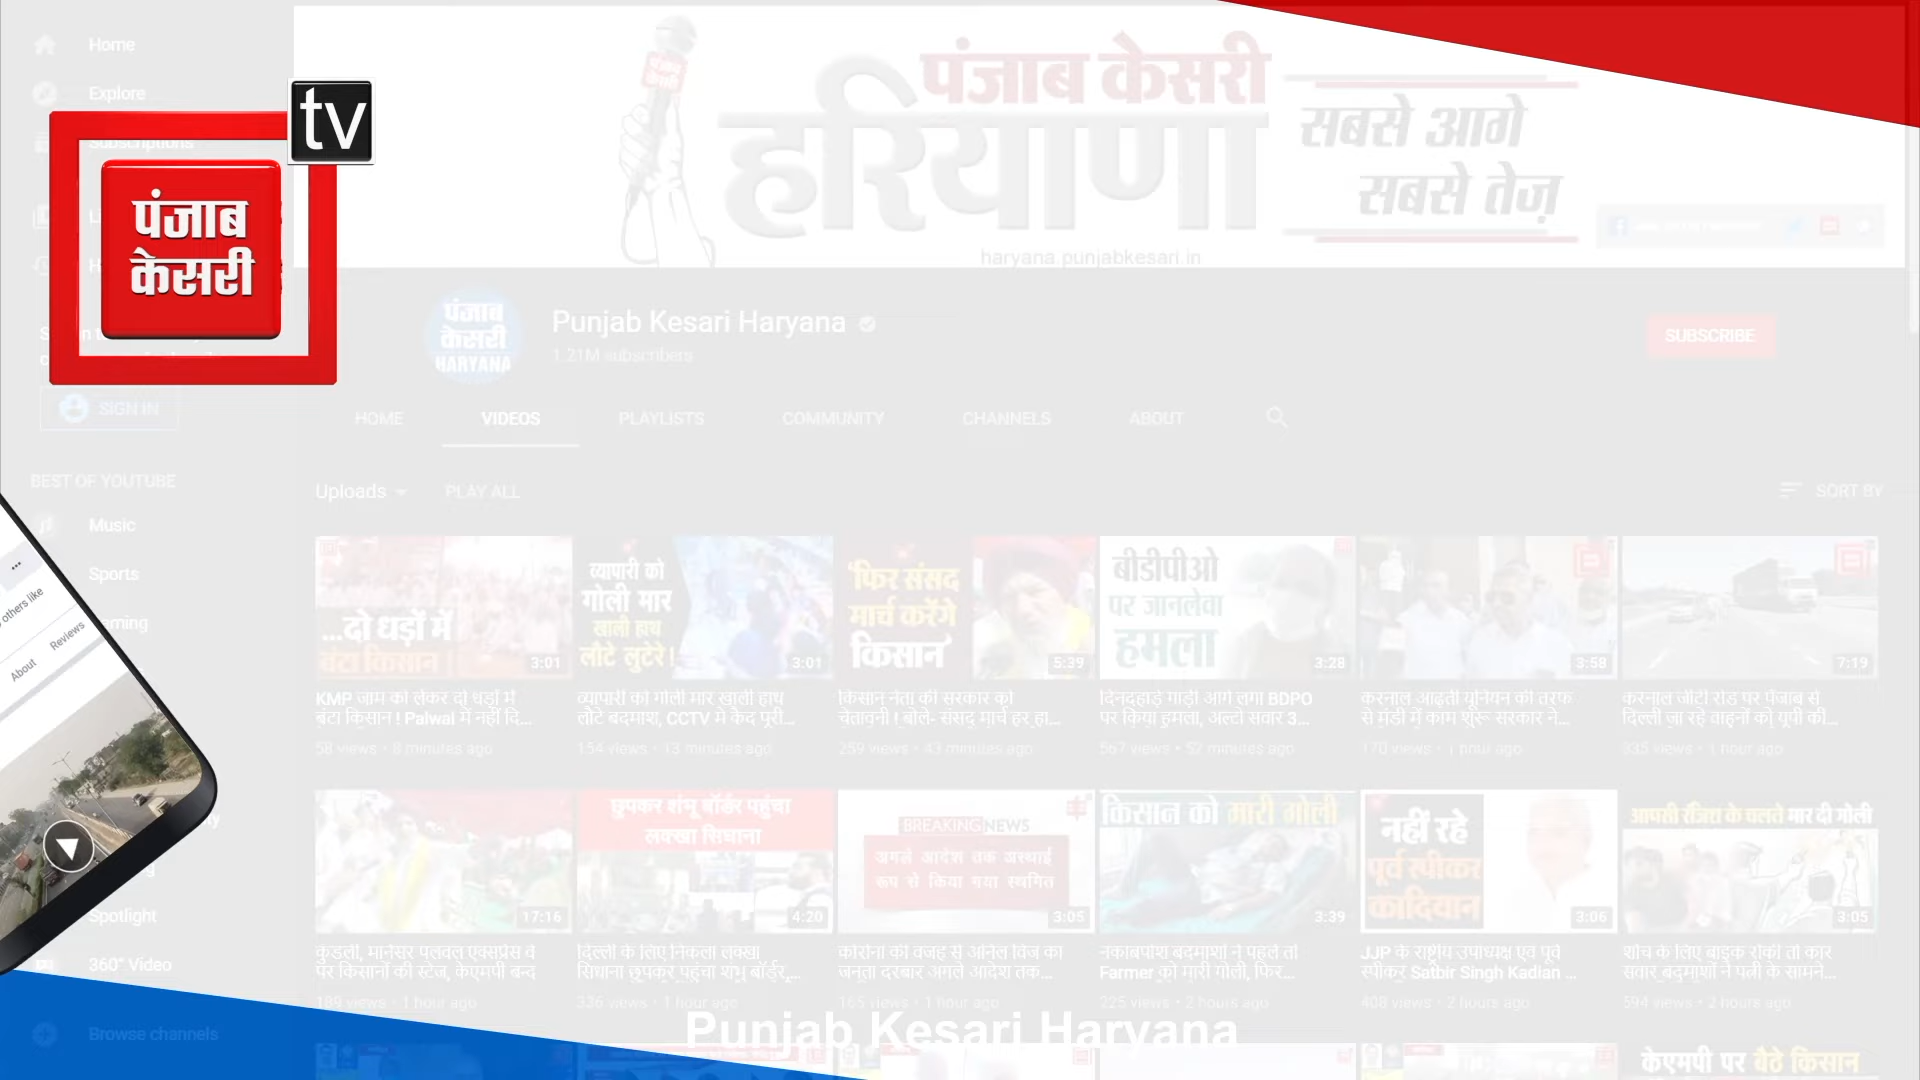 Home
Explore
Subscriptions
tv
पंजाब
केसरी
पंजाब केसरी
हरियाणा
सबसे आगे
सबसे तेज़
haryana.punjabkesari.in
पंजाब
केसरी
HARYANA
Punjab Kesari Haryana
1.21M subscribers
SUBSCRIBE
SIGN IN
HOME VIDEOS PLAYLISTS COMMUNITY CHANNELS ABOUT
BEST OF YOUTUBE
Uploads PLAY ALL SORT BY
Music
Sports
others like
About Reviews
Spotlight
360° Video
Browse channels
...दो धड़ों में
बंटा किसान
3:01
व्यापारी को
गोली मार
खाली हाथ
लौटे लुटेरे!
3:01
'फिर संसद
मार्च करेंगे
किसान'
5:39
बीडीपीओ
पर जानलेवा
हमला
3:28
3:58
7:19
KMP जाम को लेकर दो धड़ों में
बंटा किसान ! Palwal में नहीं दि...
58 views • 8 minutes ago
व्यापारी को गोली मार खाली हाथ
लौटे बदमाश, CCTV में कैद पूरी...
154 views • 13 minutes ago
किसान नेता की सरकार को
चेतावनी ! बोले- संसद मार्च हर हा...
259 views • 43 minutes ago
दिनदहाड़े गाड़ी आगे लगा BDPO
पर किया हमला, अल्टो सवार 3...
567 views • 52 minutes ago
करनाल आढ़ती यूनियन की तरफ
से मंडी में काम शुरू सरकार ने...
170 views • 1 hour ago
करनाल जीटी रोड पर पंजाब से
दिल्ली जा रहे वाहनों को यूपी की...
335 views • 1 hour ago
17:16
छुपकर शंभू बॉर्डर पहुंचा
लक्खा सिधाना
4:20
BREAKING NEWS
अगले आदेश तक अस्थाई
रूप से किया गया स्थगित
3:05
किसान को मारी गोली
3:39
नहीं रहे
पूर्व स्पीकर
कादियान
3:06
आपसी रंजिश के चलते मार दी गोली
3:05
कुंडली, मानेसर पलवल एक्सप्रेस वे
पर किसानों की स्टेज, केएमपी बन्द
189 views • 1 hour ago
दिल्ली के लिए निकला लक्खा
सिधाना छुपकर पहुंचा शंभू बॉर्डर,...
336 views • 1 hour ago
कोरोना की वजह से अनिल विज का
जनता दरबार अगले आदेश तक...
165 views • 1 hour ago
नकाबपोश बदमाशों ने पहले तो
Farmer को मारी गोली, फिर...
225 views • 2 hours ago
JJP के राष्ट्रीय उपाध्यक्ष एवं पूर्व
स्पीकर Satbir Singh Kadian ...
408 views • 2 hours ago
शौच के लिए बाइक रोकी तो कार
सवार बदमाशों ने पत्नी के सामने...
594 views • 2 hours ago
Punjab Kesari Haryana
केएमपी पर बैठे किसान